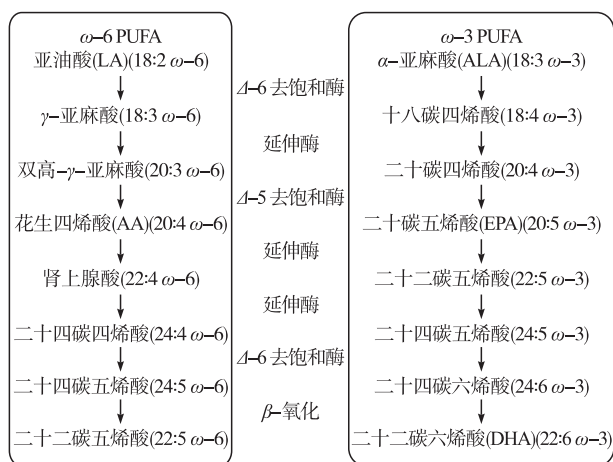 ω-6 PUFA
亚油酸(LA)(18:2 ω-6)
γ-亚麻酸(18:3 ω-6)
双高-γ-亚麻酸(20:3 ω-6)
花生四烯酸(AA)(20:4 ω-6)
肾上腺酸(22:4 ω-6)
二十四碳四烯酸(24:4 ω-6)
二十四碳五烯酸(24:5 ω-6)
二十二碳五烯酸(22:5 ω-6)
Δ-6去饱和酶
延伸酶
Δ-5去饱和酶
延伸酶
延伸酶
Δ-6去饱和酶
β-氧化
ω-3 PUFA
α-亚麻酸(ALA)(18:3 ω-3)
十八碳四烯酸(18:4 ω-3)
二十碳四烯酸(20:4 ω-3)
二十碳五烯酸(EPA)(20:5 ω-3)
二十二碳五烯酸(22:5 ω-3)
二十四碳五烯酸(24:5 ω-3)
二十四碳六烯酸(24:6 ω-3)
二十二碳六烯酸(DHA)(22:6 ω-3)